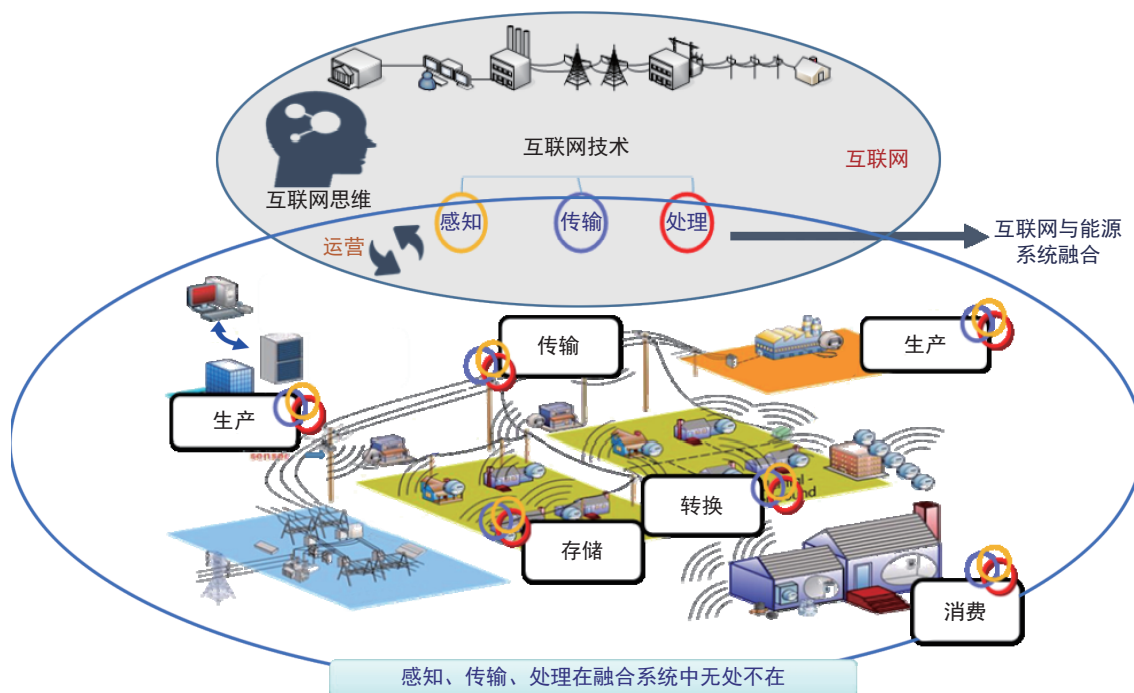 互联网技术
互联网
互联网思维
感知
传输
处理
运营
互联网与能源
系统融合
传输
生产
生产
转换
存储
消费
感知、传输、处理在融合系统中无处不在